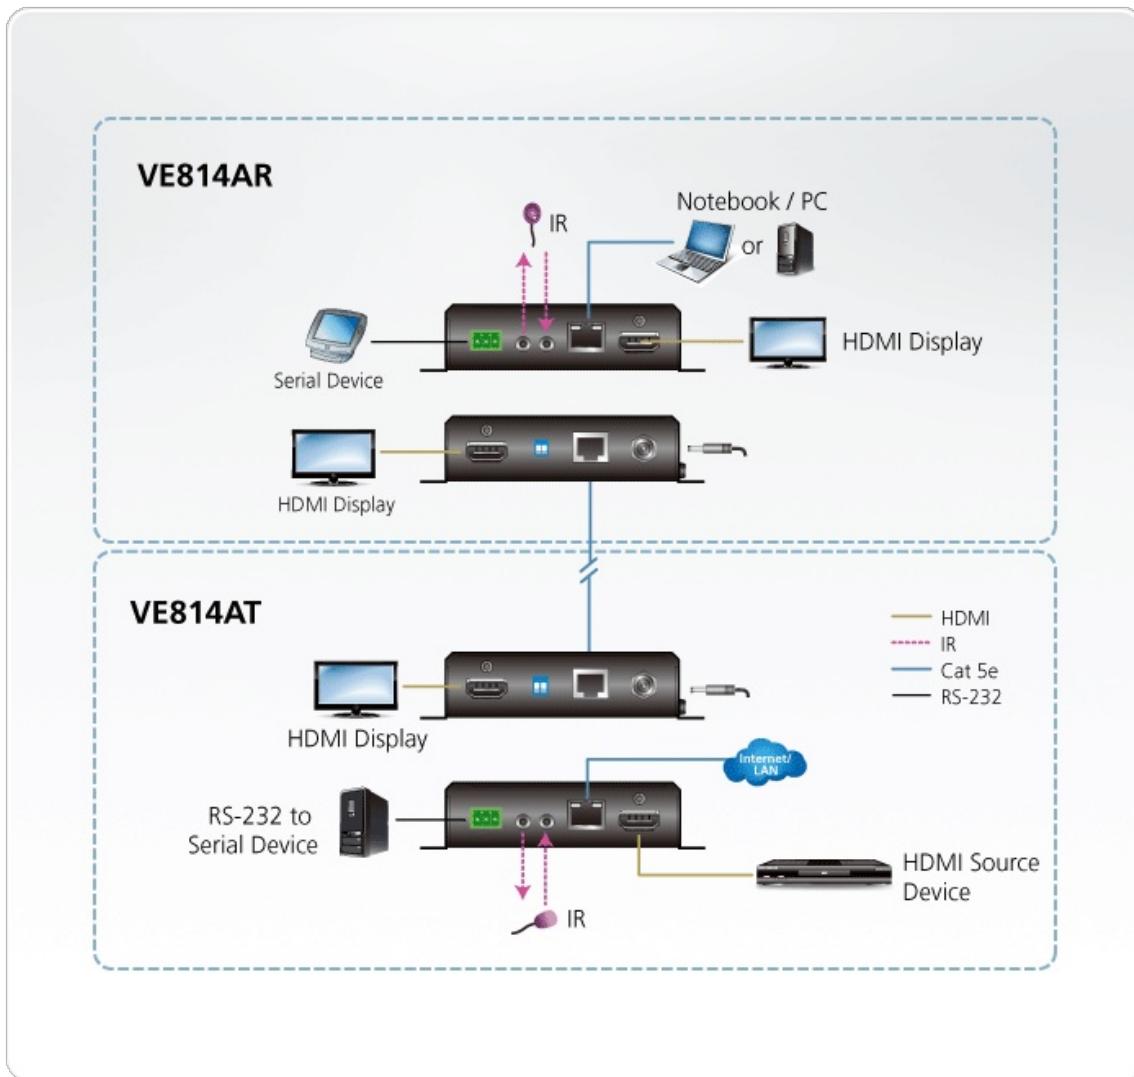 VE814AR
Notebook / PC
IR
or
HDMI Display
Serial Device
HDMI Display
VE814AT
HDMI
IR
Cat 5e
RS-232
HDMI Display
Internet/
LAN
RS-232 to
Serial Device
HDMI Source
Device
IR